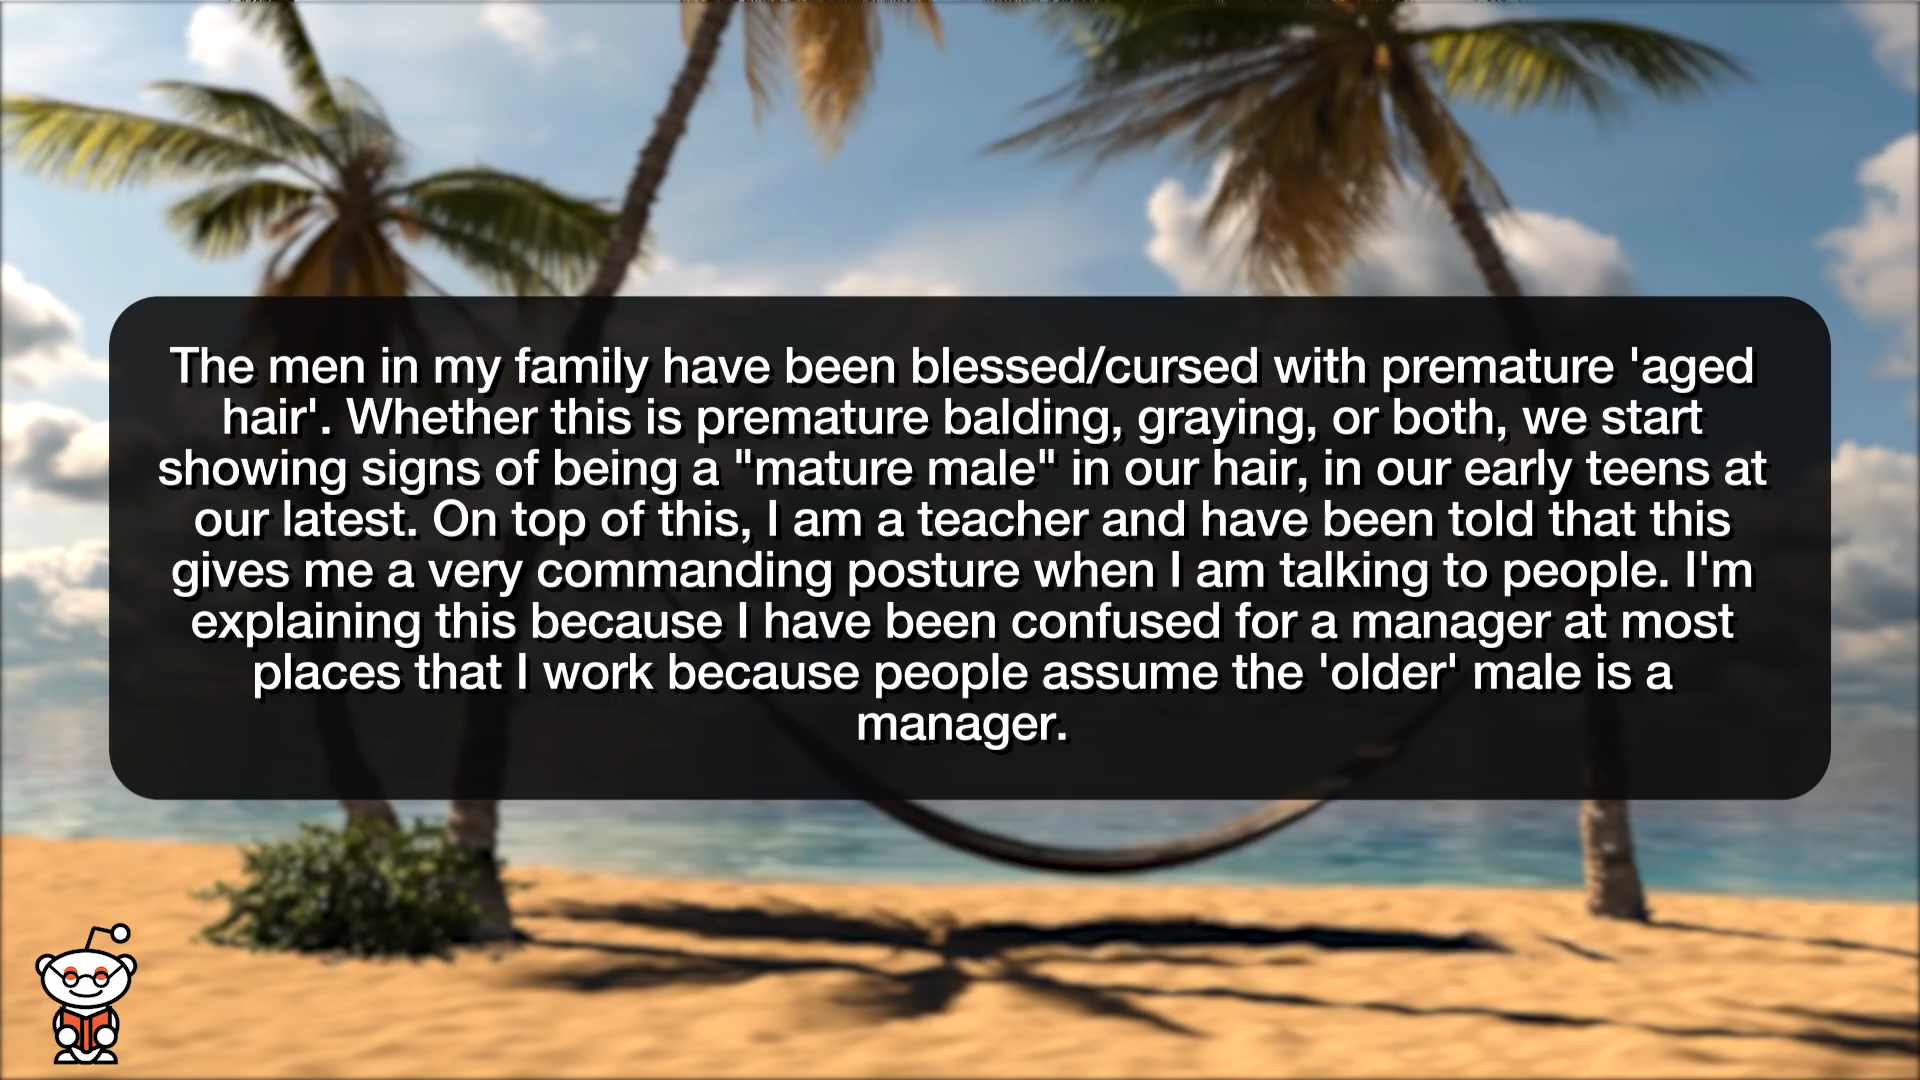 The men in my family have been blessed/cursed with premature 'aged
hair'. Whether this is premature balding, graying, or both, we start
showing signs of being a "mature male" in our hair, in our early teens at
our latest. On top of this, I am a teacher and have been told that this
gives me a very commanding posture when I am talking to people. I'm
explaining this because I have been confused for a manager at most
places that I work because people assume the 'older' male is a
manager.